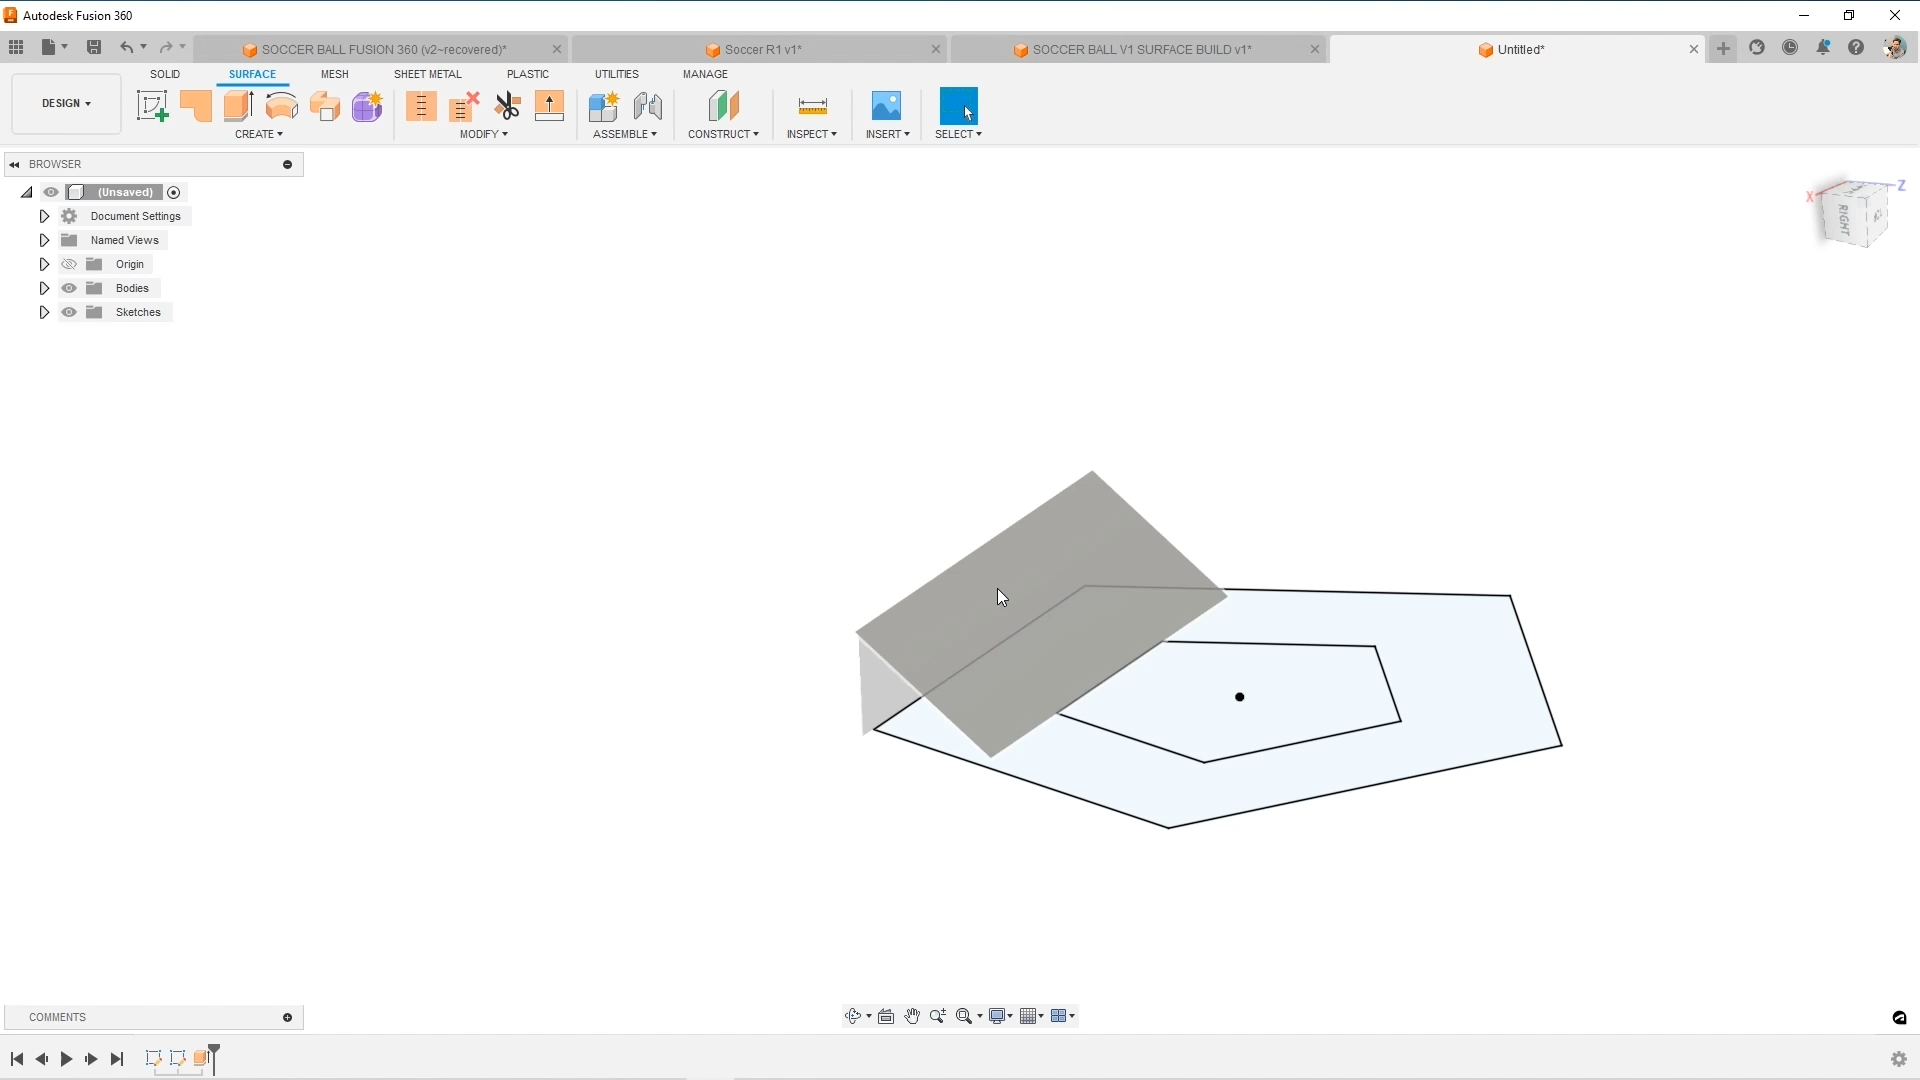 Autodesk Fusion 360
SOCCER BALL FUSION 360 (v2~recovered)*
Soccer R1 v1*
SOCCER BALL V1 SURFACE BUILD v1*
Untitled*
SOLID SURFACE MESH SHEET METAL PLASTIC UTILITIES MANAGE
DESIGN
CREATE MODIFY ASSEMBLE CONSTRUCT INSPECT INSERT SELECT
BROWSER
(Unsaved)
Document Settings
Named Views
Origin
Bodies
Sketches
X
Z
RIGHT
COMMENTS